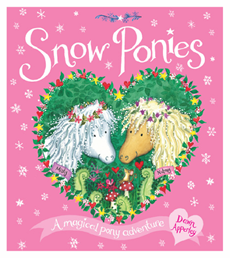 Snow Ponies
A magical pony adventure
Dawn
Apperley